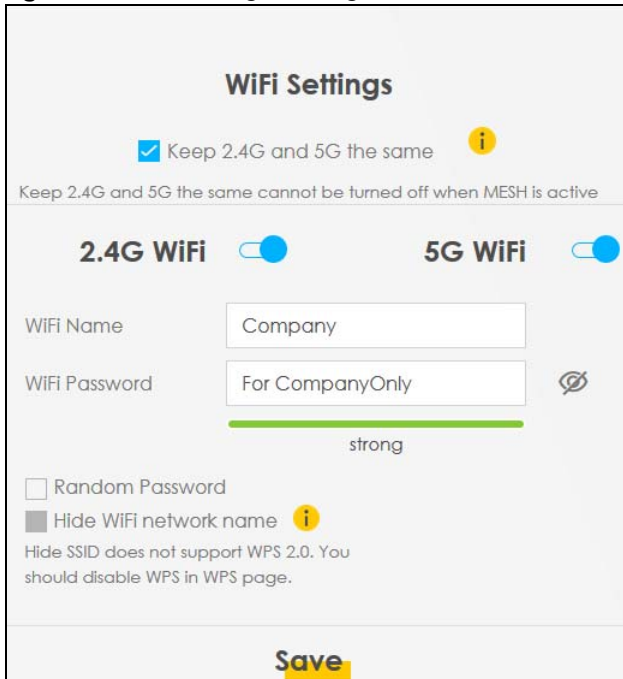 WiFi Settings
Keep 2.4G and 5G the same i
Keep 2.4G and 5G the same cannot be turned off when MESH is active
2.4G WiFi 5G WiFi
WiFi Name Company
WiFi Password For CompanyOnly
strong
Random Password
Hide WiFi network name i
Hide SSID does not support WPS 2.0. You
should disable WPS in WPS page.
Save